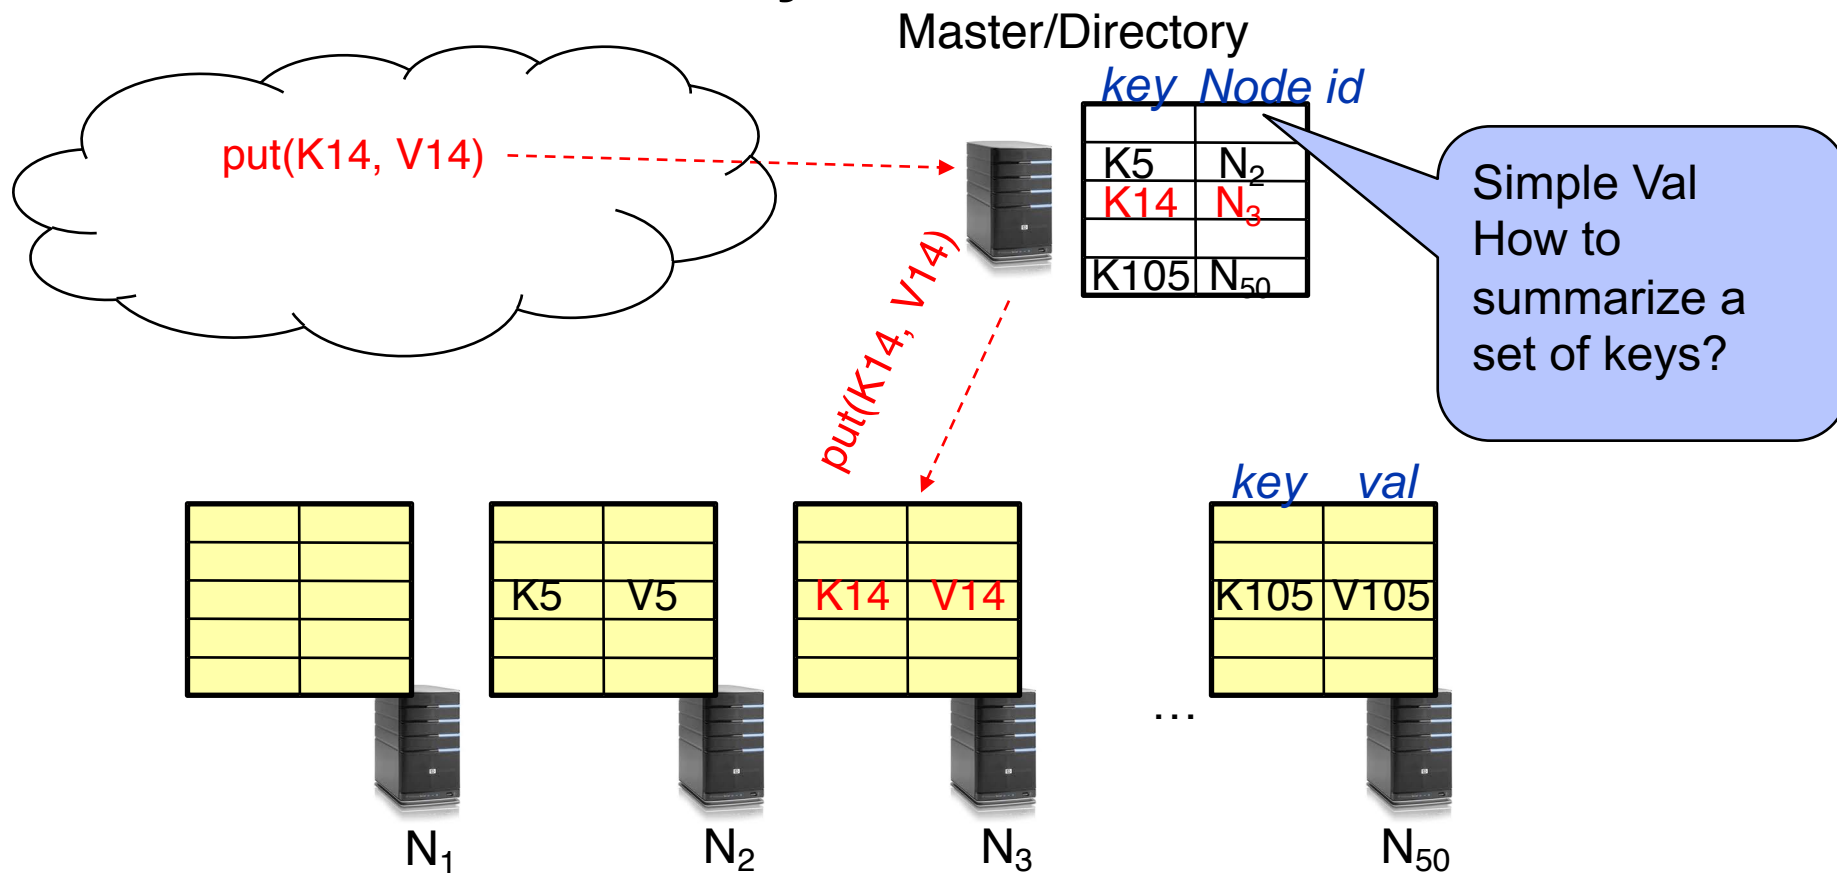 Master/Directory
key Node id
put(K14, V14)
K5 N2
K14 N3
K105 N50
Simple Val
How to
summarize a
set of keys?
put(K14, V14)
key val
K5 V5
K14 V14
K105 V105
…
N1
N2
N3
N50